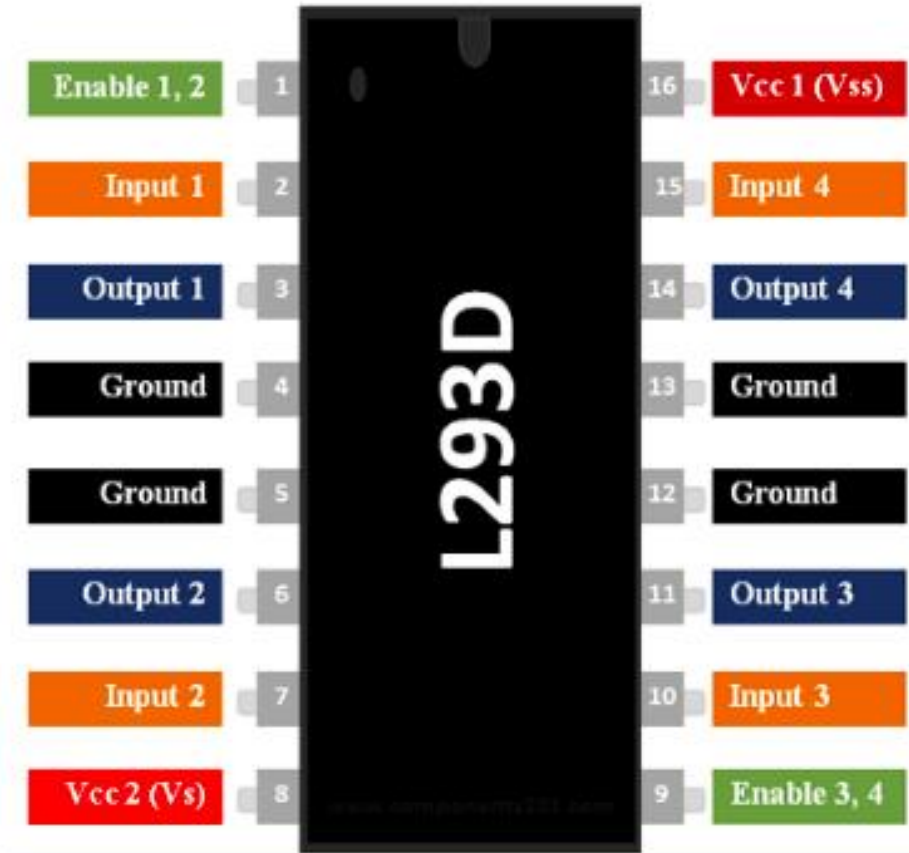 Enable 1, 2 1 16 Vcc 1 (Vss)
Input 1 2 15 Input 4
Output 1 3 14 Output 4
Ground 4 13 Ground
Ground 5 12 Ground
Output 2 6 11 Output 3
Input 2 7 10 Input 3
Vcc 2 (Vs) 8 9 Enable 3, 4
L293D